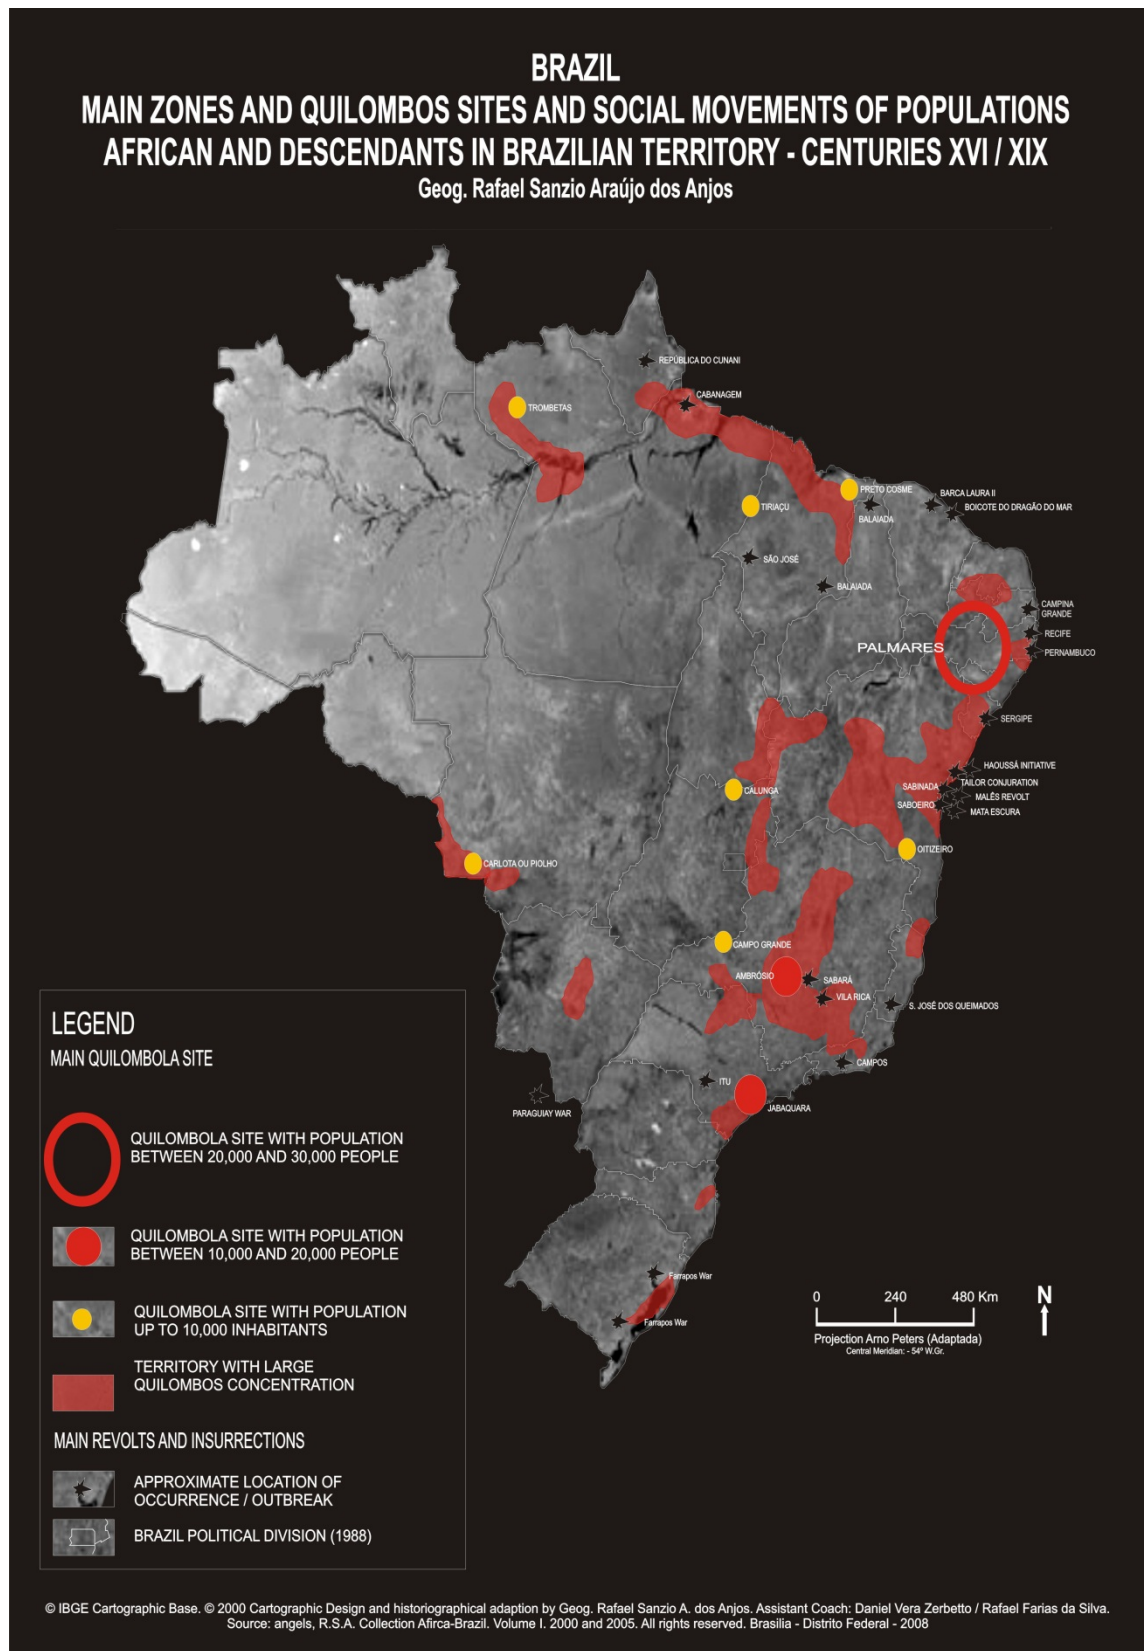 BRAZIL
MAIN ZONES AND QUILOMBOS SITES AND SOCIAL MOVEMENTS OF POPULATIONS
AFRICAN AND DESCENDANTS IN BRAZILIAN TERRITORY - CENTURIES XVI / XIX
Geog. Rafael Sanzio Araújo dos Anjos
REPÚBLICA DO CUNANI
CABANAGEM
TROMBETAS
PRETO COSME
BARCA LAURA II
TIRIAÇU
BALAIADA
BOICOTE DO DRAGÃO DO MAR
SÃO JOSÉ
BALAIADA
CAMPINA
GRANDE
RECIFE
PALMARES
PERNAMBUCO
SERGIPE
HAOUSSÁ INITIATIVE
TAILOR CONJURATION
SABINADA
CALUNGA
MALÊS REVOLT
SABOEIRO
MATA ESCURA
OITIZEIRO
CARLOTA OU PIOLHO
CAMPO GRANDE
AMBRÓSIO
SABARÁ
VILA RICA
S. JOSÉ DOS QUEIMADOS
CAMPOS
ITU
JABAQUARA
PARAGUIAY WAR
Farrapos War
Farrapos War
LEGEND
MAIN QUILOMBOLA SITE
QUILOMBOLA SITE WITH POPULATION
BETWEEN 20,000 AND 30,000 PEOPLE
QUILOMBOLA SITE WITH POPULATION
BETWEEN 10,000 AND 20,000 PEOPLE
QUILOMBOLA SITE WITH POPULATION
UP TO 10,000 INHABITANTS
TERRITORY WITH LARGE
QUILOMBOS CONCENTRATION
MAIN REVOLTS AND INSURRECTIONS
APPROXIMATE LOCATION OF
OCCURRENCE / OUTBREAK
BRAZIL POLITICAL DIVISION (1988)
0 240 480 Km
N
Projection Arno Peters (Adaptada)
Central Meridian: - 54º W.Gr.
© IBGE Cartographic Base. © 2000 Cartographic Design and historiographical adaption by Geog. Rafael Sanzio A. dos Anjos. Assistant Coach: Daniel Vera Zerbetto / Rafael Farias da Silva.
Source: angels, R.S.A. Collection Afirca-Brazil. Volume I. 2000 and 2005. All rights reserved. Brasilia - Distrito Federal - 2008